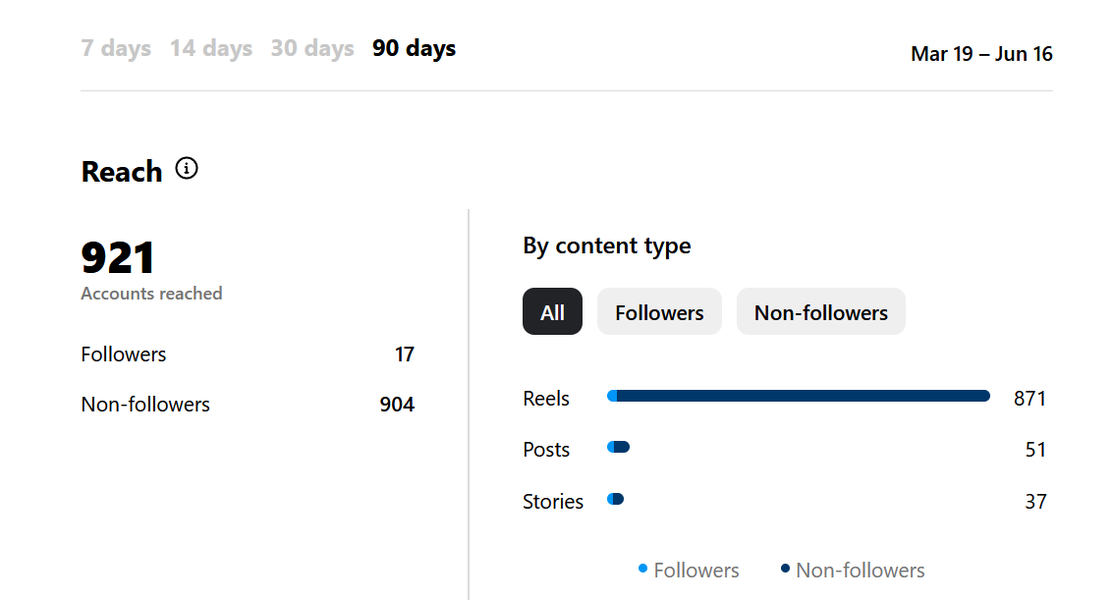 7 days 14 days 30 days 90 days
Mar 19 – Jun 16
Reach
921
Accounts reached
Followers 17
Non-followers 904
By content type
All Followers Non-followers
Reels 871
Posts 51
Stories 37
Followers Non-followers